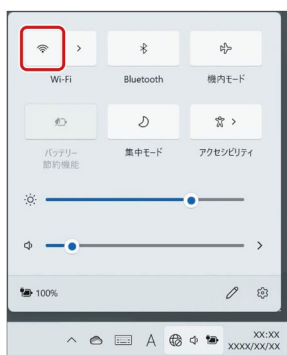 Wi-Fi
Bluetooth
機内モード
バッテリー
節約機能
集中モード
アクセシビリティ
100%
A
XX:XX
XXXX/XX/XX